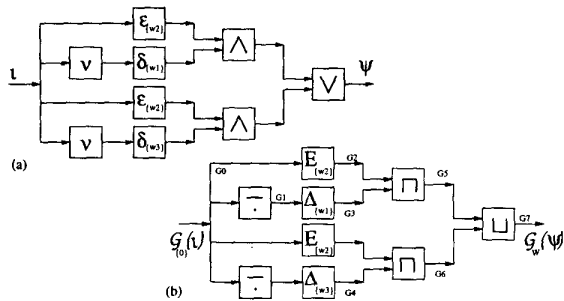 ε{w2}
ι ν δ{w1} ∧
ε{w2} ∨ ψ
ν δ{w3} ∧
(a)
G0 E{w2} G2 ⊓ G5
∸ G1 Δ{w1} G3
𝒢{0}(ι) E{w2} ⊔ G7 𝒢w(ψ)
∸ Δ{w3} G4 ⊓ G6
(b)